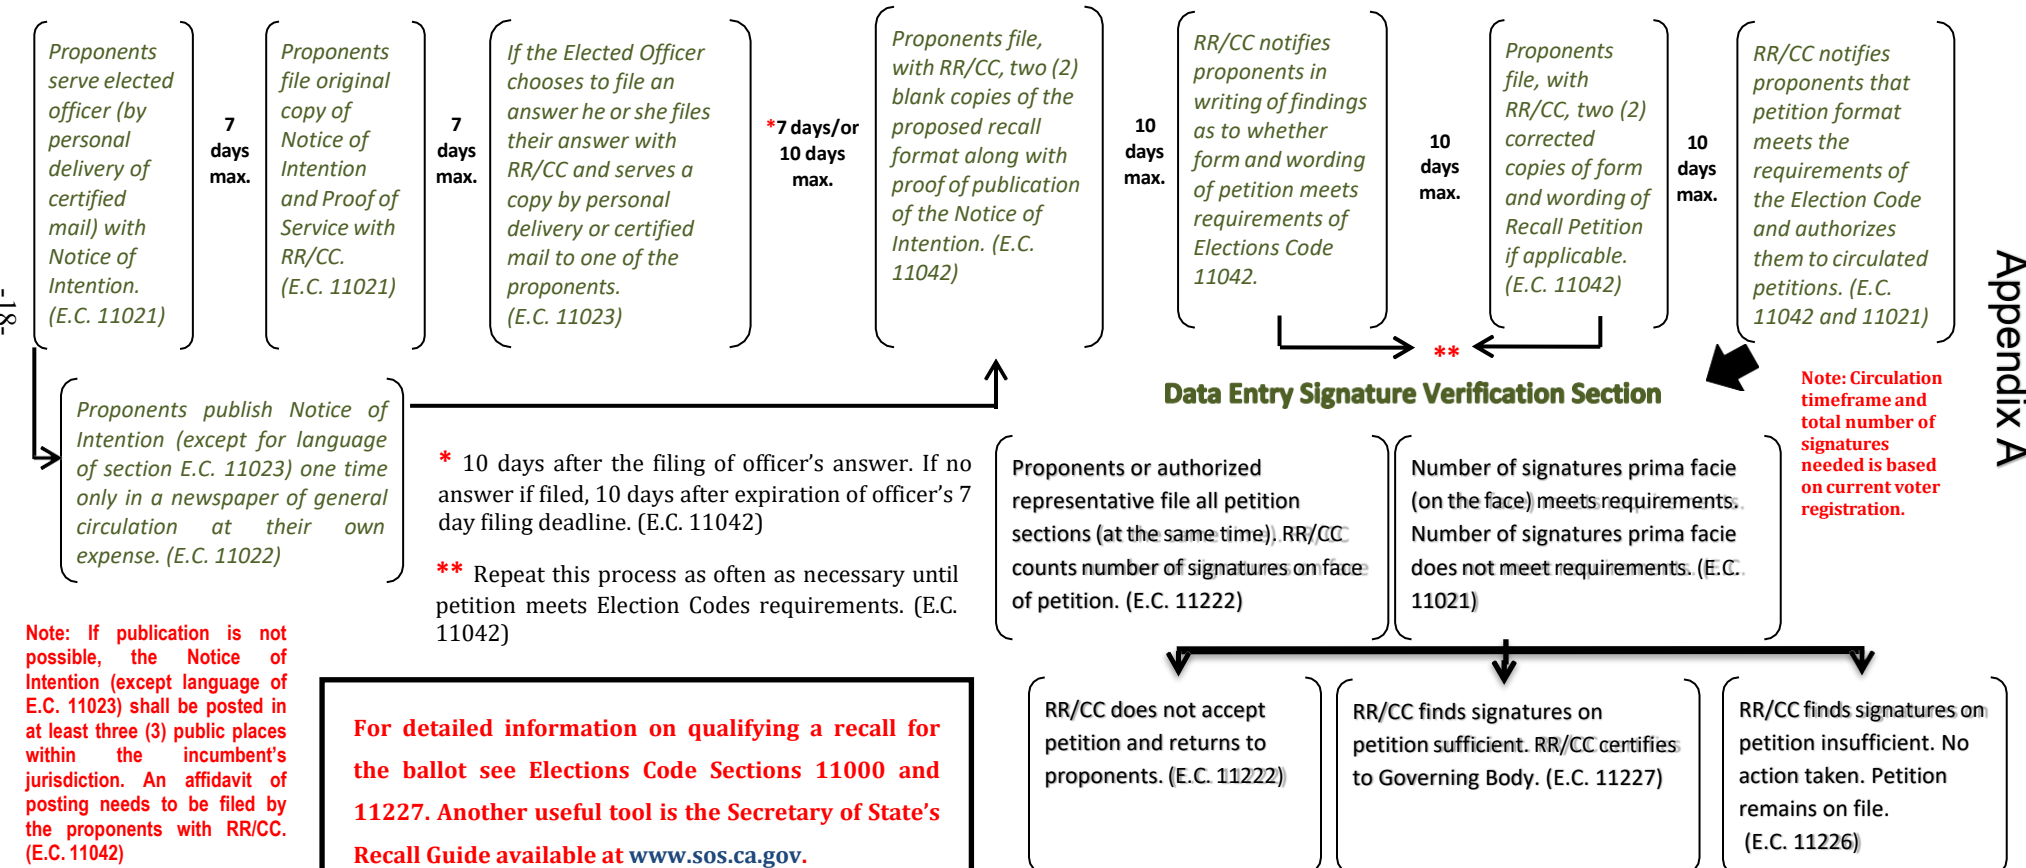 Proponents
serve elected
officer (by
personal
delivery of
certified
mail) with
Notice of
Intention.
(E.C. 11021)
7
days
max.
Proponents
file original
copy of
Notice of
Intention
and Proof of
Service with
RR/CC.
(E.C. 11021)
7
days
max.
If the Elected Officer
chooses to file an
answer he or she files
their answer with
RR/CC and serves a
copy by personal
delivery or certified
mail to one of the
proponents.
(E.C. 11023)
*7 days/or
10 days
max.
Proponents file,
with RR/CC, two (2)
blank copies of the
proposed recall
format along with
proof of publication
of the Notice of
Intention. (E.C.
11042)
10
days
max.
RR/CC notifies
proponents in
writing of findings
as to whether
form and wording
of petition meets
requirements of
Elections Code
11042.
10
days
max.
Proponents
file, with
RR/CC, two (2)
corrected
copies of form
and wording of
Recall Petition
if applicable.
(E.C. 11042)
10
days
max.
RR/CC notifies
proponents that
petition format
meets the
requirements of
the Election Code
and authorizes
them to circulated
petitions. (E.C.
11042 and 11021)
Appendix A
-18-
**
Proponents publish Notice of
Intention (except for language
of section E.C. 11023) one time
only in a newspaper of general
circulation at their own
expense. (E.C. 11022)
* 10 days after the filing of officer's answer. If no
answer if filed, 10 days after expiration of officer's 7
day filing deadline. (E.C. 11042)
** Repeat this process as often as necessary until
petition meets Election Codes requirements. (E.C.
11042)
Data Entry Signature Verification Section
Note: Circulation
timeframe and
total number of
signatures
needed is based
on current voter
registration.
Proponents or authorized
representative file all petition
sections (at the same time). RR/CC
counts number of signatures on face
of petition. (E.C. 11222)
Number of signatures prima facie
(on the face) meets requirements.
Number of signatures prima facie
does not meet requirements. (E.C.
11021)
Note: If publication is not
possible, the Notice of
Intention (except language of
E.C. 11023) shall be posted in
at least three (3) public places
within the incumbent's
jurisdiction. An affidavit of
posting needs to be filed by
the proponents with RR/CC.
(E.C. 11042)
For detailed information on qualifying a recall for
the ballot see Elections Code Sections 11000 and
11227. Another useful tool is the Secretary of State's
Recall Guide available at www.sos.ca.gov.
RR/CC does not accept
petition and returns to
proponents. (E.C. 11222)
RR/CC finds signatures on
petition sufficient. RR/CC certifies
to Governing Body. (E.C. 11227)
RR/CC finds signatures on
petition insufficient. No
action taken. Petition
remains on file.
(E.C. 11226)